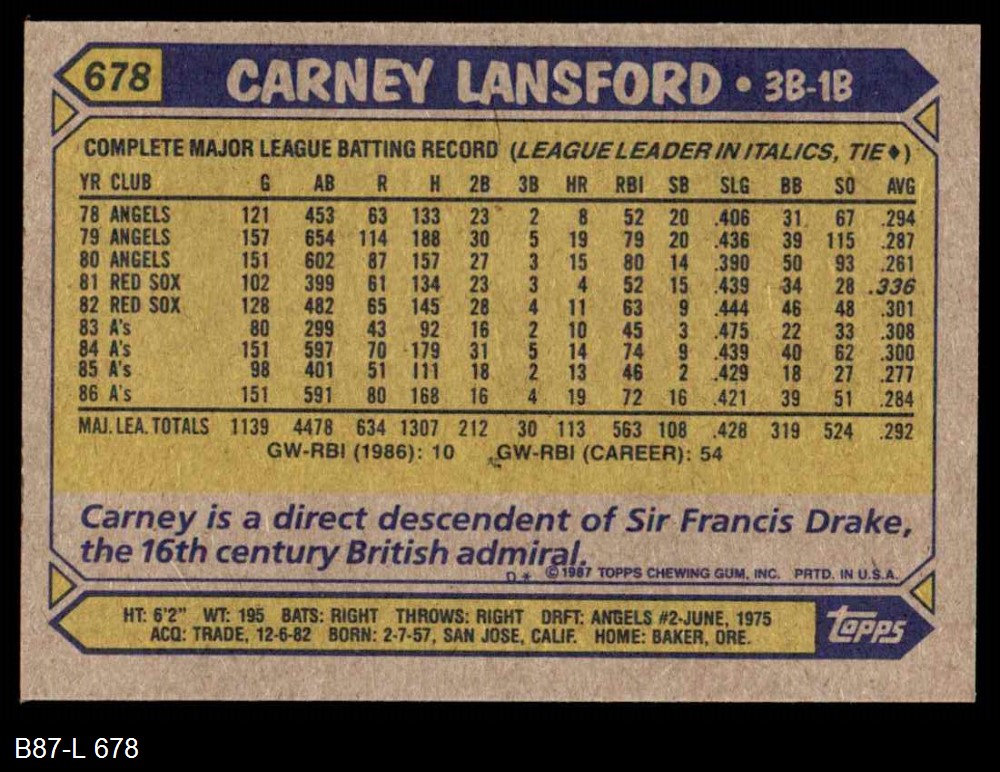 678 CARNEY LANSFORD • 3B-1B
COMPLETE MAJOR LEAGUE BATTING RECORD (LEAGUE LEADER IN ITALICS, TIE♦)
YR CLUB G AB R H 2B 3B HR RBI SB SLG BB SO AVG
78 ANGELS 121 453 63 133 23 2 8 52 20 .406 31 67 .294
79 ANGELS 157 654 114 188 30 5 19 79 20 .436 39 115 .287
80 ANGELS 151 602 87 157 27 3 15 80 14 .390 50 93 .261
81 RED SOX 102 399 61 134 23 3 4 52 15 .439 34 28 .336
82 RED SOX 128 482 65 145 28 4 11 63 9 .444 46 48 .301
83 A's 80 299 43 92 16 2 10 45 3 .475 22 33 .308
84 A's 151 597 70 179 31 5 14 74 9 .439 40 62 .300
85 A's 98 401 51 111 18 2 13 46 2 .429 18 27 .277
86 A's 151 591 80 168 16 4 19 72 16 .421 39 51 .284
MAJ. LEA. TOTALS 1139 4478 634 1307 212 30 113 563 108 .428 319 524 .292
GW-RBI (1986): 10 GW-RBI (CAREER): 54
Carney is a direct descendent of Sir Francis Drake,
the 16th century British admiral.
D* ©1987 TOPPS CHEWING GUM, INC. PRTD. IN U.S.A.
HT: 6'2" WT: 195 BATS: RIGHT THROWS: RIGHT DRFT: ANGELS #2-JUNE, 1975
ACQ: TRADE, 12-6-82 BORN: 2-7-57, SAN JOSE, CALIF. HOME: BAKER, ORE.
topps
B87-L 678